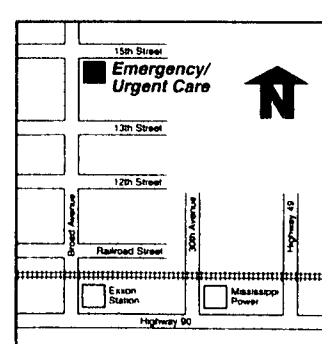 15th Street
Emergency/
Urgent Care
N
13th Street
12th Street
Broad Avenue
30th Avenue
Highway 49
Railroad Street
Exxon
Station
Mississippi
Power
Highway 90